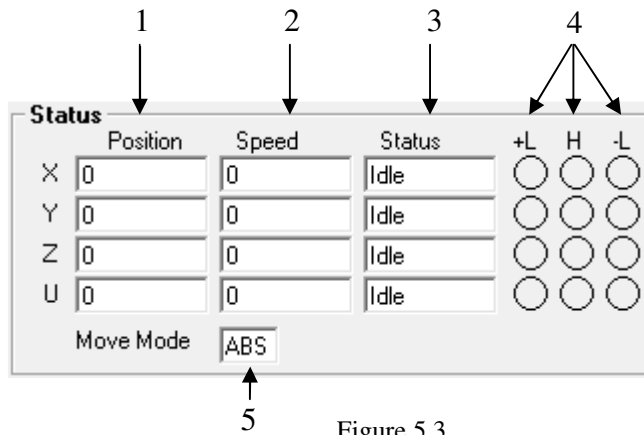 1 2 3 4
Status
Position Speed Status +L H -L
X 0 0 Idle
Y 0 0 Idle
Z 0 0 Idle
U 0 0 Idle
Move Mode ABS
5
Figure 5.3